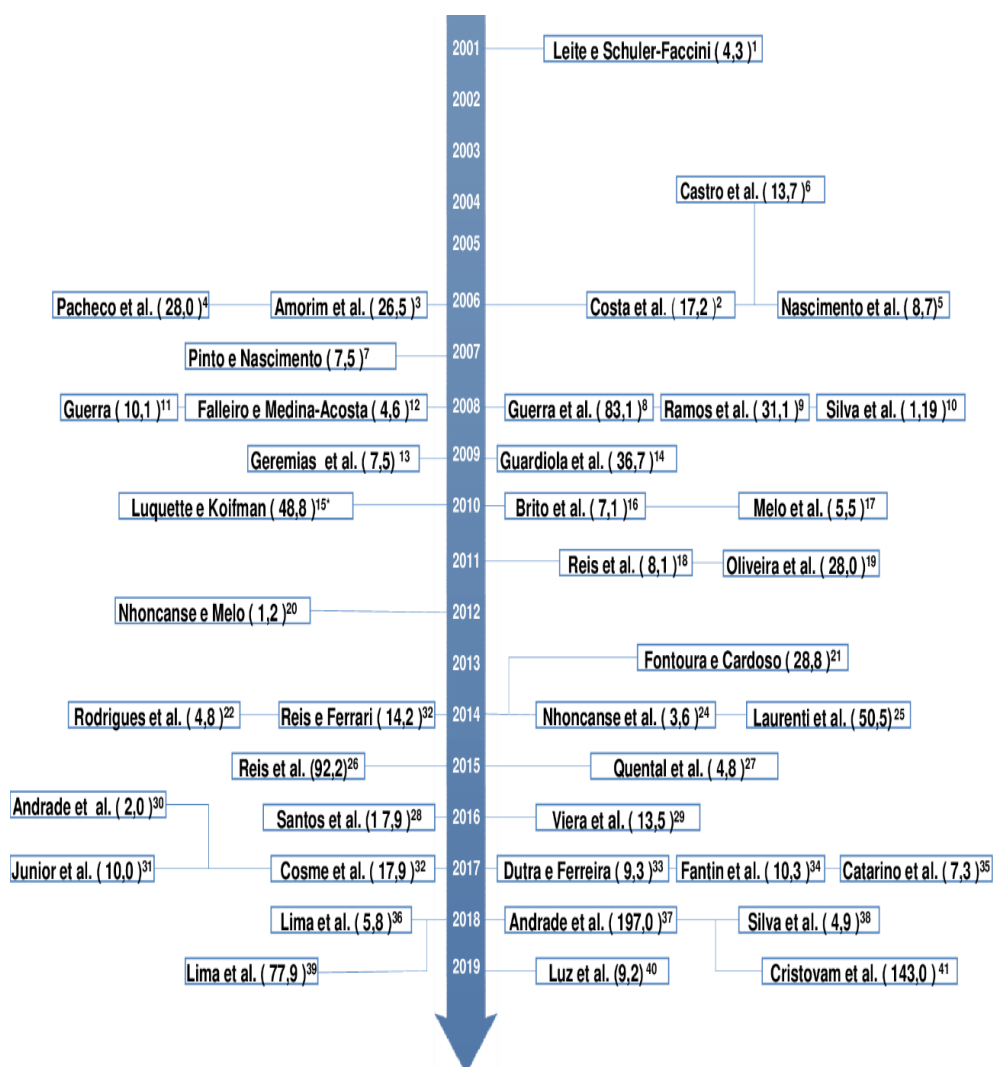 2001 Leite e Schuler-Faccini ( 4,3 )¹
2002
2003
Castro et al. ( 13,7 )⁶
2004
2005
Pacheco et al. ( 28,0 )⁴ Amorim et al. ( 26,5 )³ 2006 Costa et al. ( 17,2 )² Nascimento et al. ( 8,7)⁵
Pinto e Nascimento ( 7,5 )⁷ 2007
Guerra ( 10,1 )¹¹ Falleiro e Medina-Acosta ( 4,6 )¹² 2008 Guerra et al. ( 83,1 )⁸ Ramos et al. ( 31,1 )⁹ Silva et al. ( 1,19 )¹⁰
Geremias et al. ( 7,5) ¹³ 2009 Guardiola et al. ( 36,7 )¹⁴
Luquette e Koifman ( 48,8 )¹⁵* 2010 Brito et al. ( 7,1 )¹⁶ Melo et al. ( 5,5 )¹⁷
2011 Reis et al. ( 8,1 )¹⁸ Oliveira et al. ( 28,0 )¹⁹
Nhoncanse e Melo ( 1,2 )²⁰ 2012
2013 Fontoura e Cardoso ( 28,8 )²¹
Rodrigues et al. ( 4,8 )²² Reis e Ferrari ( 14,2 )³² 2014 Nhoncanse et al. ( 3,6 )²⁴ Laurenti et al. ( 50,5 )²⁵
Reis et al. (92,2)²⁶ 2015 Quental et al. ( 4,8 )²⁷
Andrade et al. ( 2,0 )³⁰
Santos et al. (1 7,9 )²⁸ 2016 Viera et al. ( 13,5 )²⁹
Junior et al. ( 10,0 )³¹ Cosme et al. ( 17,9 )³² 2017 Dutra e Ferreira ( 9,3 )³³ Fantin et al. ( 10,3 )³⁴ Catarino et al. ( 7,3 )³⁵
Lima et al. ( 5,8 )³⁶ 2018 Andrade et al. ( 197,0 )³⁷ Silva et al. ( 4,9 )³⁸
Lima et al. ( 77,9 )³⁹ 2019 Luz et al. (9,2) ⁴⁰ Cristovam et al. ( 143,0 ) ⁴¹